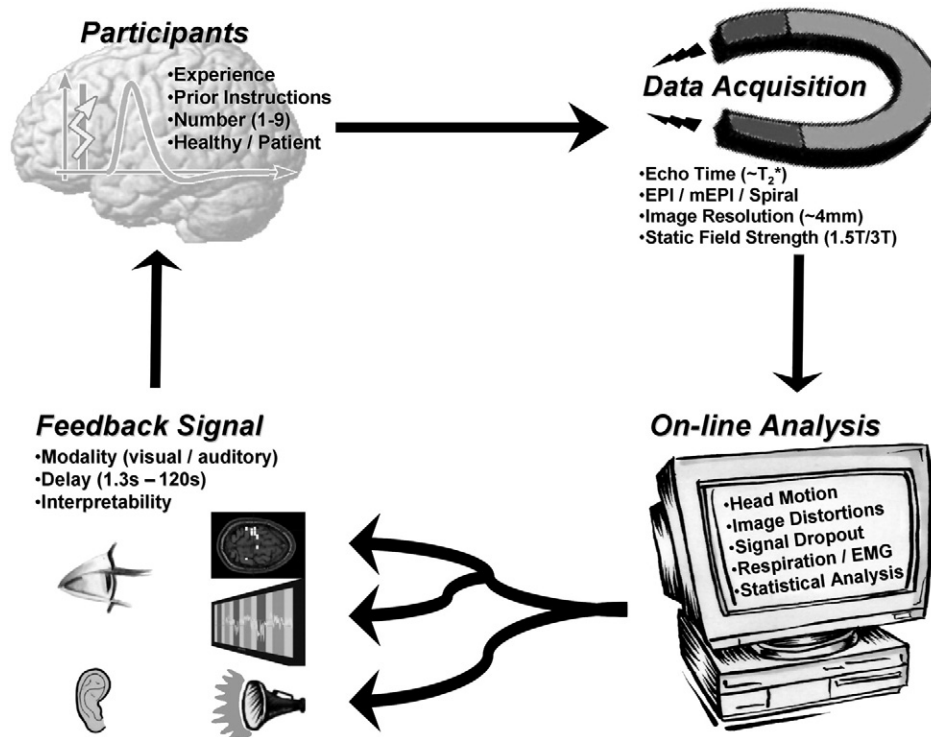 Participants
•Experience
•Prior Instructions
•Number (1-9)
•Healthy / Patient
Data Acquisition
•Echo Time (~T₂*)
•EPI / mEPI / Spiral
•Image Resolution (~4mm)
•Static Field Strength (1.5T/3T)
Feedback Signal
•Modality (visual / auditory)
•Delay (1.3s – 120s)
•Interpretability
On-line Analysis
•Head Motion
•Image Distortions
•Signal Dropout
•Respiration / EMG
•Statistical Analysis